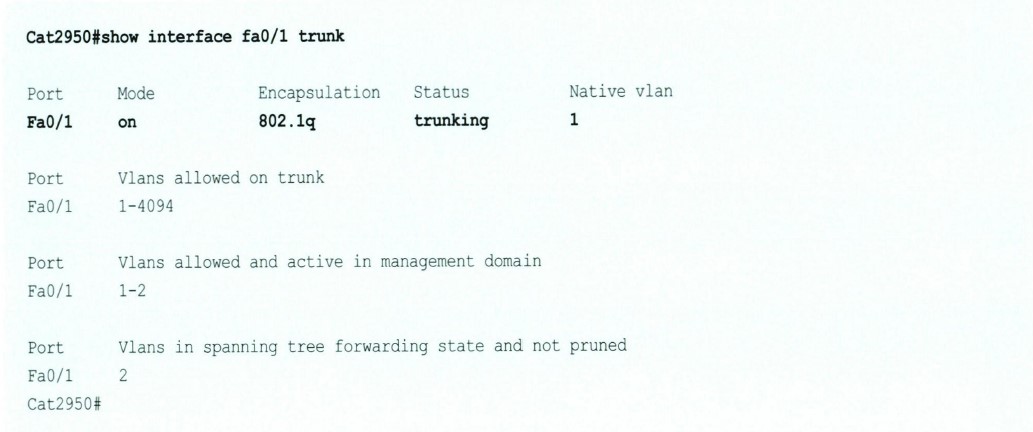 Cat2950#show interface fa0/1 trunk
Port Mode Encapsulation Status Native vlan
Fa0/1 on 802.1q trunking 1
Port Vlans allowed on trunk
Fa0/1 1-4094
Port Vlans allowed and active in management domain
Fa0/1 1-2
Port Vlans in spanning tree forwarding state and not pruned
Fa0/1 2
Cat2950#